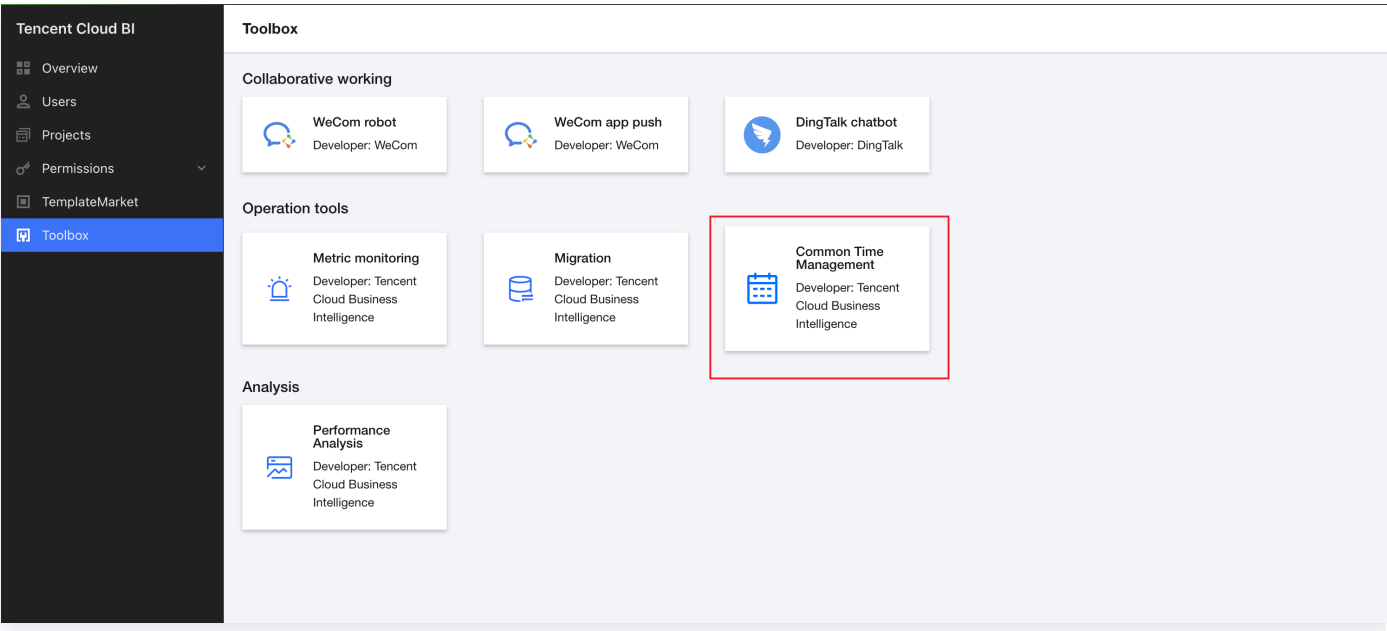 Tencent Cloud BI
Overview
Users
Projects
Permissions
TemplateMarket
Toolbox
Toolbox
Collaborative working
WeCom robot
Developer: WeCom
WeCom app push
Developer: WeCom
DingTalk chatbot
Developer: DingTalk
Operation tools
Metric monitoring
Developer: Tencent
Cloud Business
Intelligence
Migration
Developer: Tencent
Cloud Business
Intelligence
Common Time
Management
Developer: Tencent
Cloud Business
Intelligence
Analysis
Performance
Analysis
Developer: Tencent
Cloud Business
Intelligence